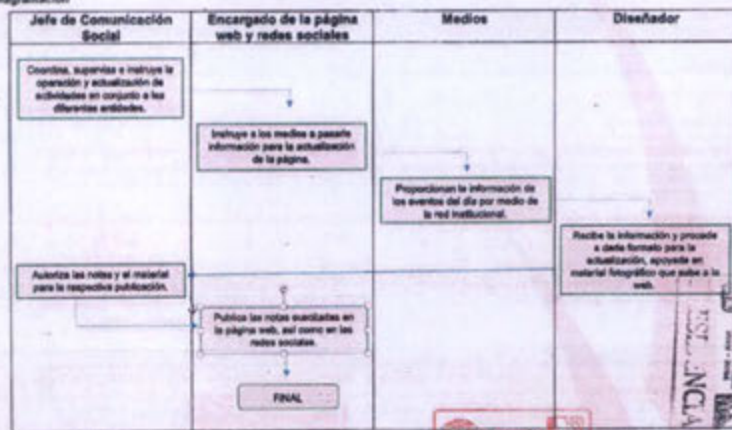 Jefe de Comunicación
Social
Encargado de la página
web y redes sociales
Medios
Diseñador
Coordina, supervisa e instruye la
operación y actualización de
actividades en conjunto a las
diferentes entidades.
Instruye a los medios a pasarle
información para la actualización
de la página.
Proporcionan la información de
los eventos del día por medio de
la red institucional.
Recibe la información y procede
a darle formato para la
actualización, apoyado en
material fotográfico que sube a la
web.
Autoriza las notas y el material
para la respectiva publicación.
Publica las notas suscitadas en
la página web, así como en las
redes sociales.
FINAL